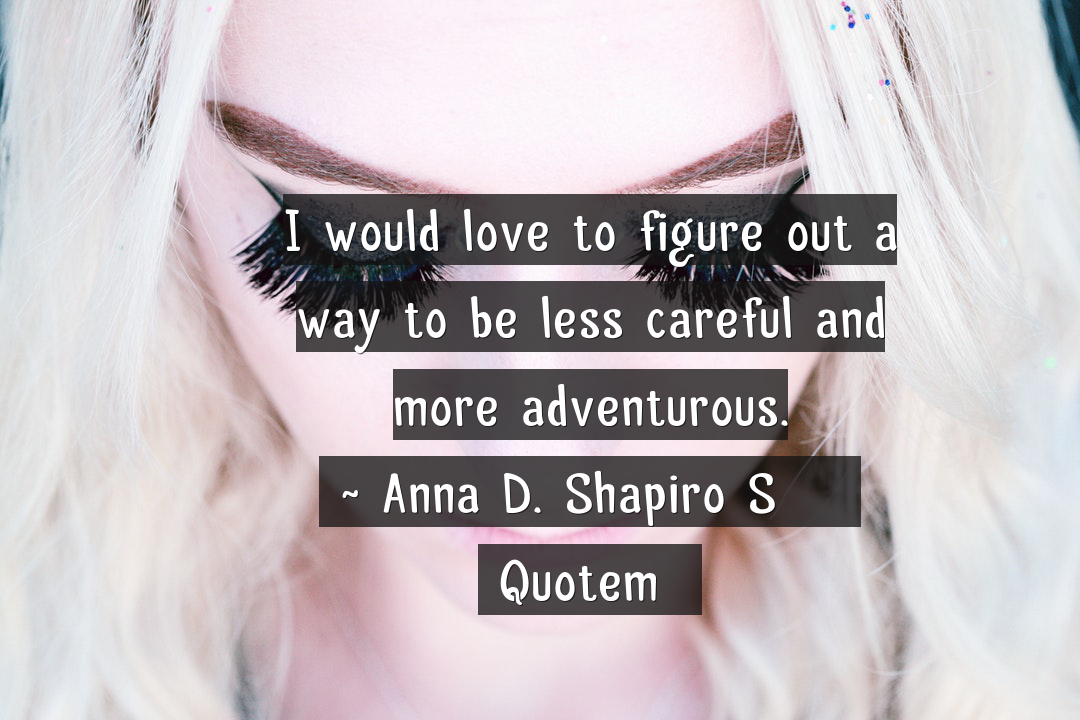 I would love to figure out a
way to be less careful and
more adventurous.
~ Anna D. Shapiro S
Quotem